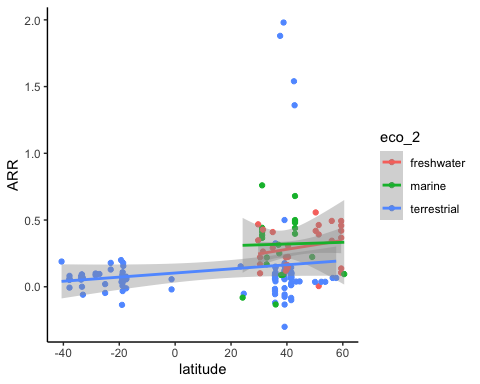 2.0
1.5
1.0
0.5
0.0
ARR
-40 -20 0 20 40 60
latitude
eco_2
freshwater
marine
terrestrial